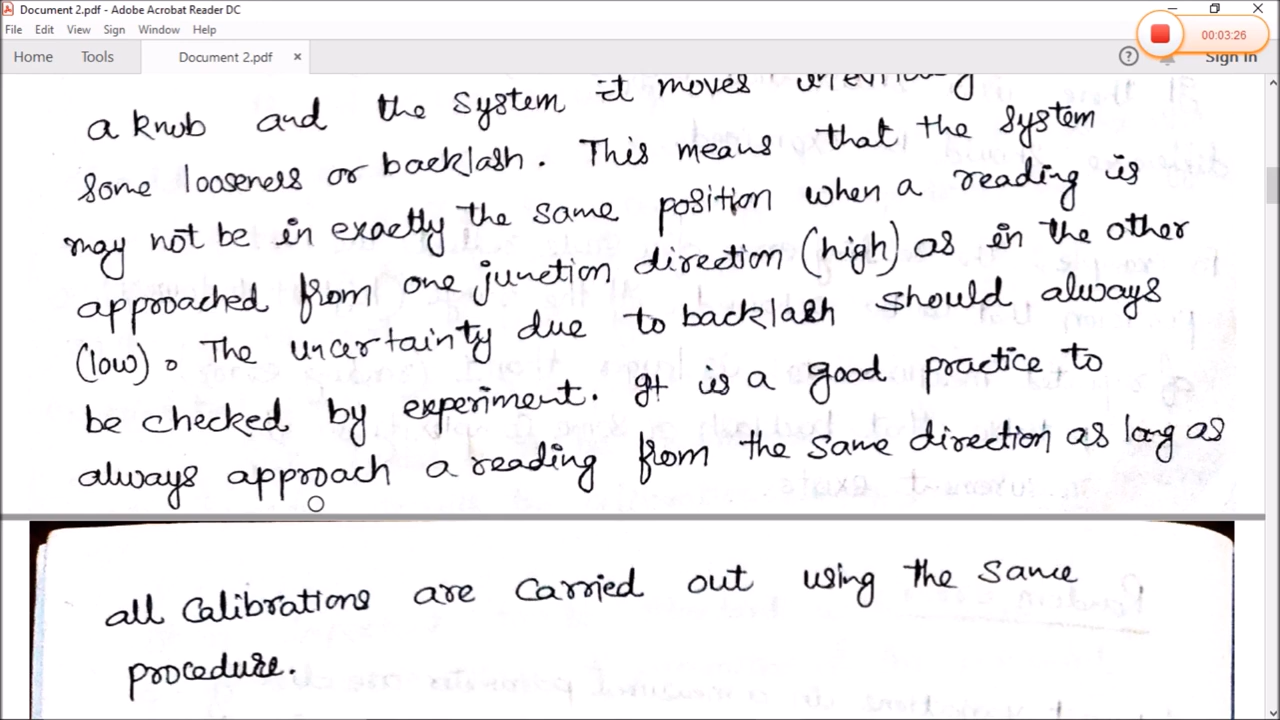 Document 2.pdf - Adobe Acrobat Reader DC
File Edit View Sign Window Help
00:03:26
Home Tools Document 2.pdf
Sign In
a knob and the system it moves
some looseness or backlash. This means that the system
may not be in exactly the same position when a reading is
approached from one junction direction (high) as in the other
(low). The uncertainty due to backlash should always
be checked by experiment. It is a good practice to
always approach a reading from the same direction as long as
all calibrations are carried out using the same
procedure.